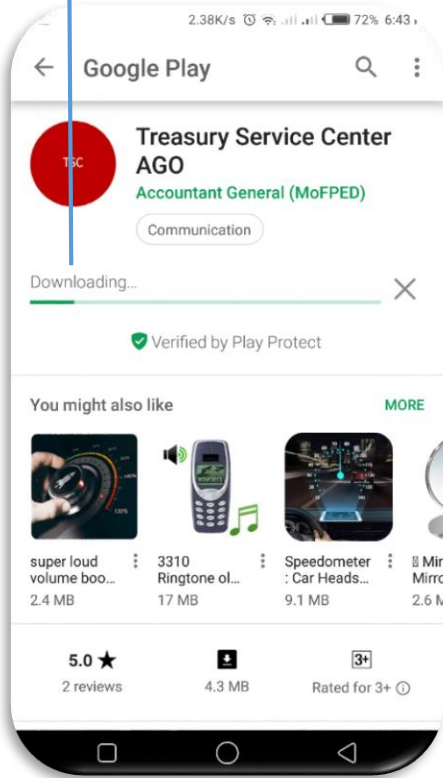 2.38K/s 72% 6:43
Google Play
TSC
Treasury Service Center
AGO
Accountant General (MoFPED)
Communication
Downloading...
Verified by Play Protect
You might also like
MORE
super loud
volume boo...
2.4 MB
3310
Ringtone ol...
17 MB
Speedometer
: Car Heads...
9.1 MB
Mir
Mirro
2.6 M
5.0 ★
2 reviews
4.3 MB
3+
Rated for 3+